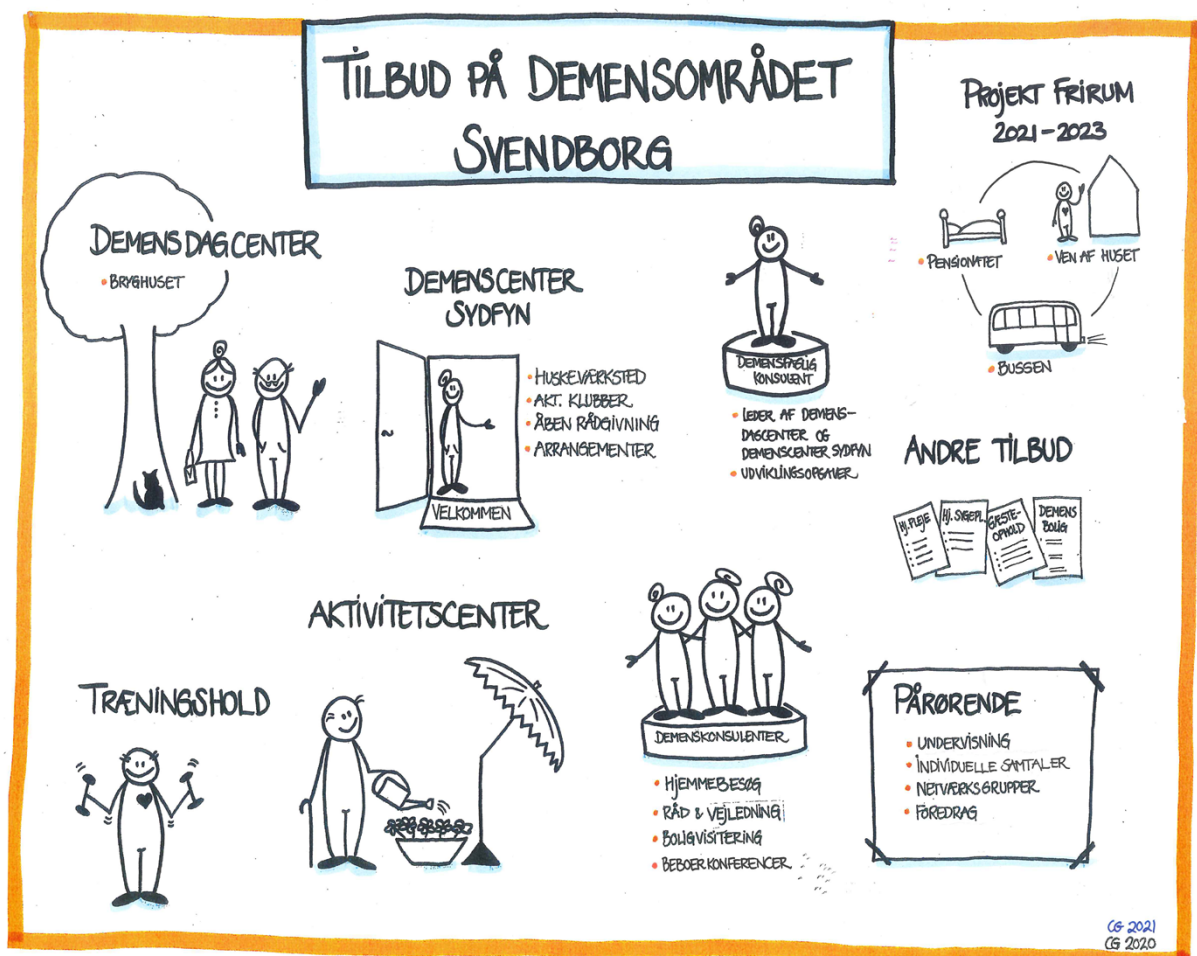 TILBUD PÅ DEMENSOMRÅDET
SVENDBORG
PROJEKT FRIRUM
2021-2023
• PENSIONATET
• VEN AF HUSET
• BUSSEN
DEMENSDAGCENTER
• BRYGHUSET
DEMENSCENTER
SYDFYN
• HUSKEVÆRKSTED
• AKT. KLUBBER
• ÅBEN RÅDGIVNING
• ARRANGEMENTER
VELKOMMEN
DEMENSFAGLIG
KONSULENT
• LEDER AF DEMENS-
DAGCENTER OG
DEMENSCENTER SYDFYN
• UDVIKLINGSOPGAVER
ANDRE TILBUD
HJ. PLEJE
HJ. SYGEPL.
GÆSTE-
OPHOLD
DEMENS
BOLIG
AKTIVITETSCENTER
TRÆNINGSHOLD
DEMENSKONSULENTER
• HJEMMEBESØG
• RÅD & VEJLEDNING
• BOLIGVISITERING
• BEBOERKONFERENCER
PÅRØRENDE
• UNDERVISNING
• INDIVIDUELLE SAMTALER
• NETVÆRKSGRUPPER
• FOREDRAG
CG 2021
CG 2020